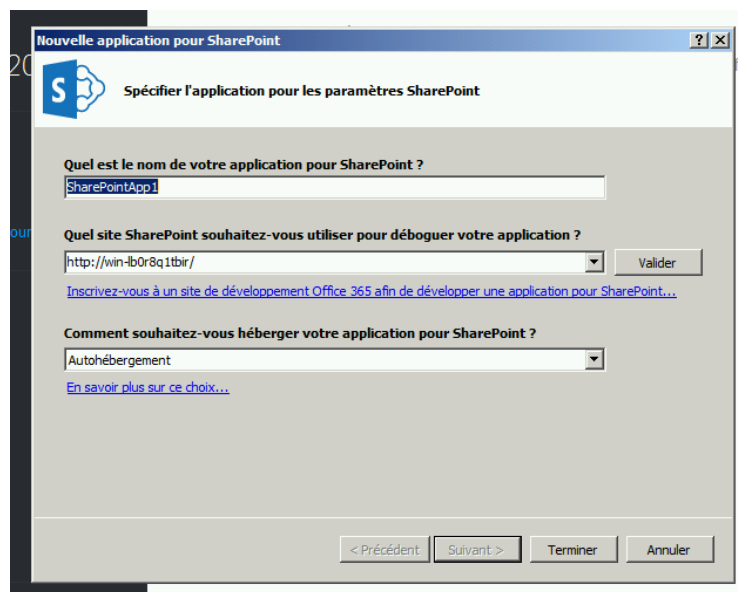 Nouvelle application pour SharePoint
20
S
Spécifier l'application pour les paramètres SharePoint
Quel est le nom de votre application pour SharePoint ?
SharePointApp1
our
Quel site SharePoint souhaitez-vous utiliser pour déboguer votre application ?
http://win-lb0r8q1tbir/
Valider
Inscrivez-vous à un site de développement Office 365 afin de développer une application pour SharePoint...
Comment souhaitez-vous héberger votre application pour SharePoint ?
Autohébergement
En savoir plus sur ce choix...
< Précédent
Suivant >
Terminer
Annuler